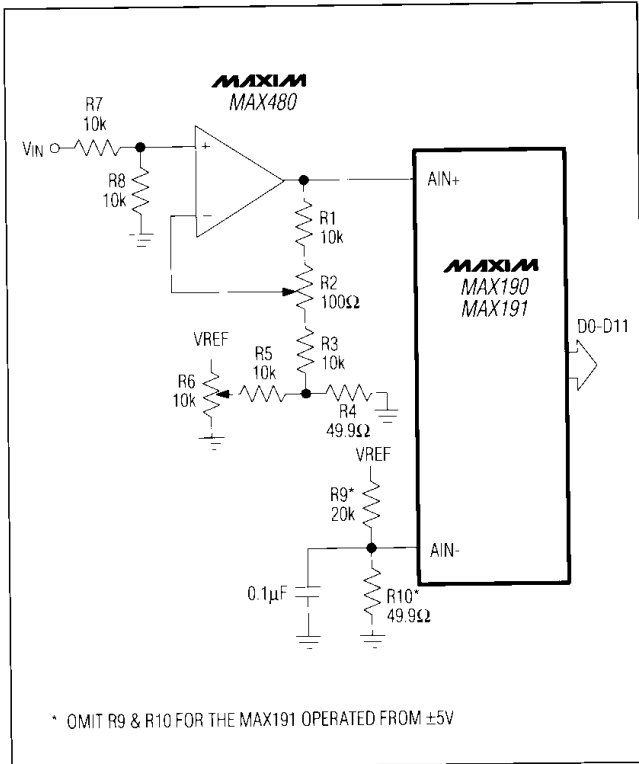 MAXIM
MAX480
R7
10k
VIN
R8
10k
+
−
R1
10k
R2
100Ω
R3
10k
VREF
R5
10k
R6
10k
R4
49.9Ω
VREF
R9*
20k
0.1µF
R10*
49.9Ω
AIN+
MAXIM
MAX190
MAX191
D0-D11
AIN-
* OMIT R9 & R10 FOR THE MAX191 OPERATED FROM ±5V